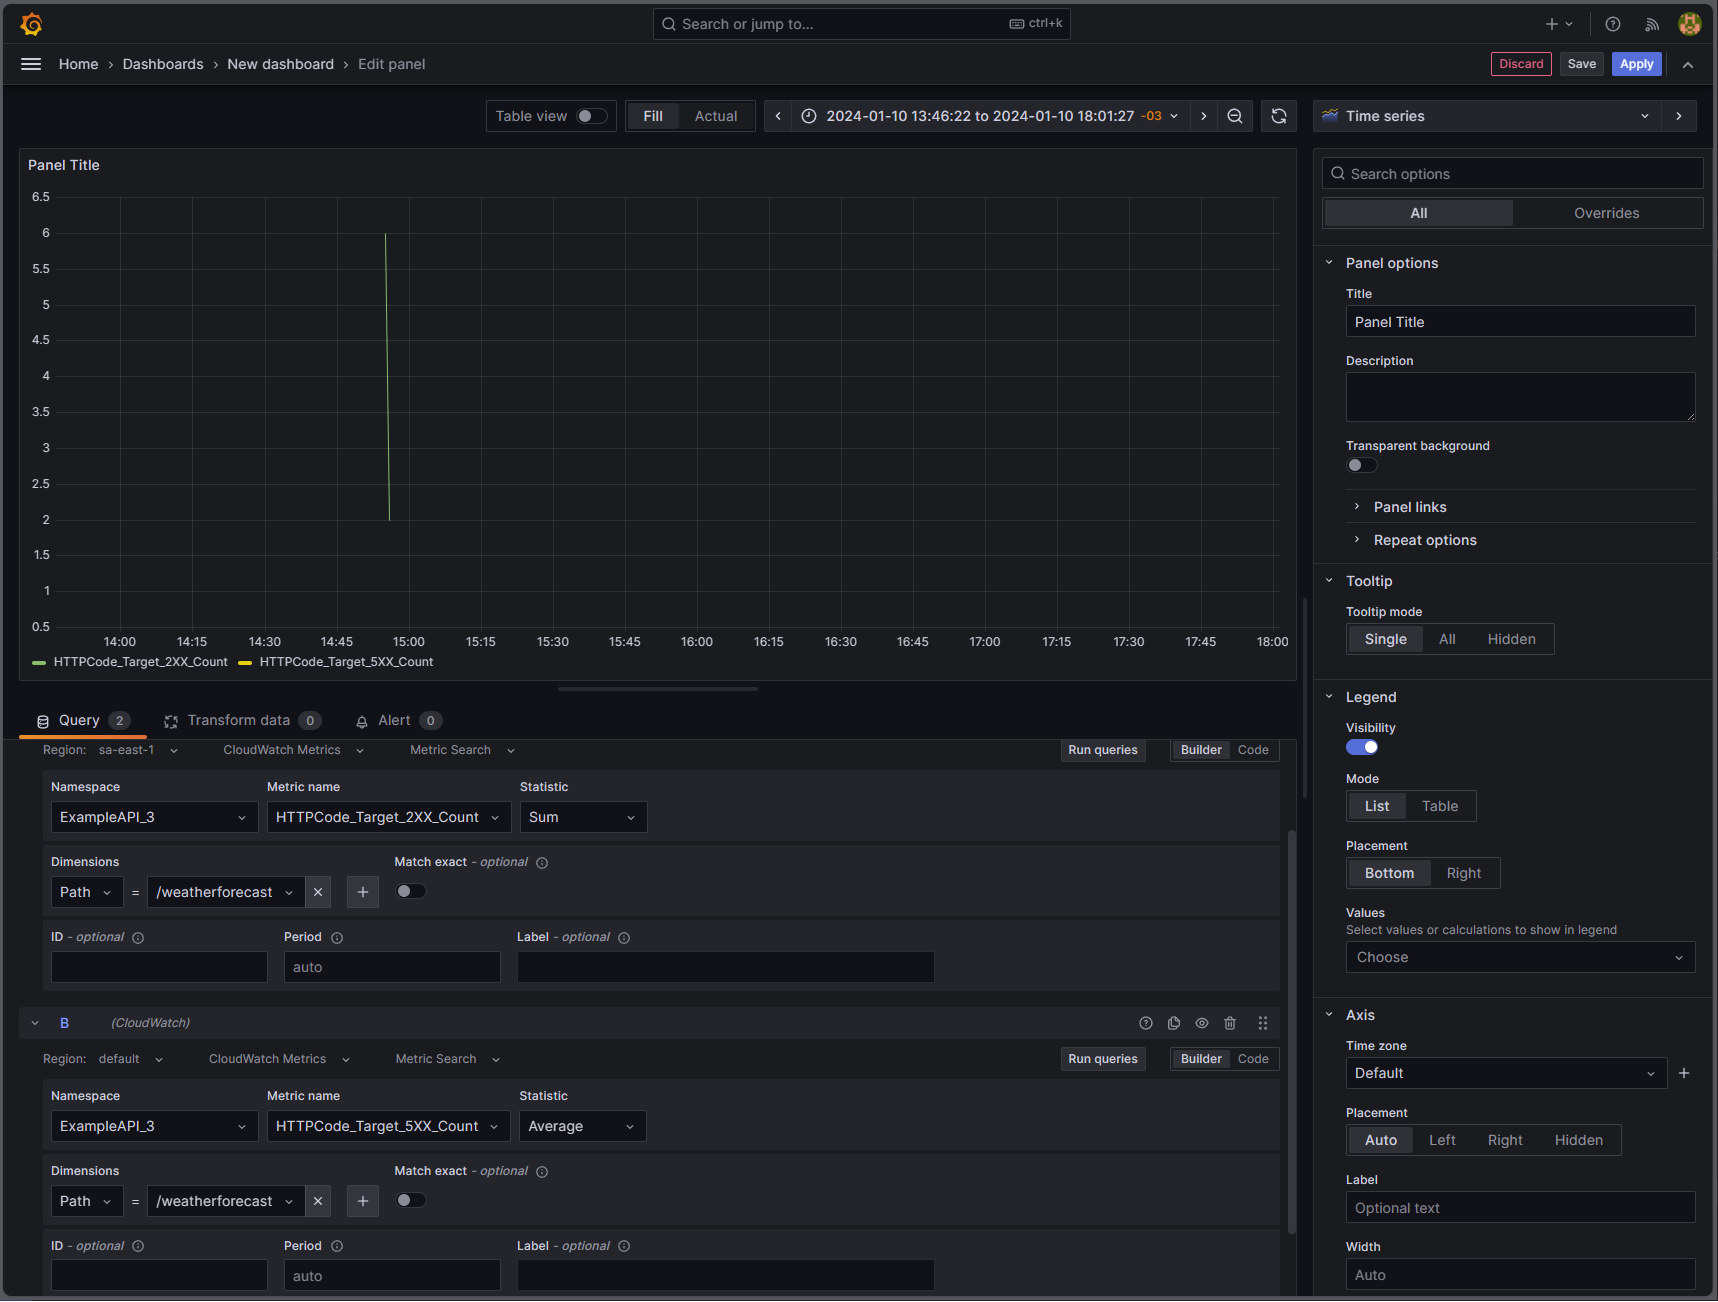 Search or jump to... ctrl+k
Home › Dashboards › New dashboard › Edit panel
Discard Save Apply
Table view Fill Actual 2024-01-10 13:46:22 to 2024-01-10 18:01:27 -03
Time series
Panel Title
6.5
6
5.5
5
4.5
4
3.5
3
2.5
2
1.5
1
0.5
14:00 14:15 14:30 14:45 15:00 15:15 15:30 15:45 16:00 16:15 16:30 16:45 17:00 17:15 17:30 17:45 18:00
HTTPCode_Target_2XX_Count HTTPCode_Target_5XX_Count
Query 2 Transform data 0 Alert 0
Region: sa-east-1 CloudWatch Metrics Metric Search Run queries Builder Code
Namespace Metric name Statistic
ExampleAPI_3 HTTPCode_Target_2XX_Count Sum
Dimensions Match exact - optional
Path = /weatherforecast
ID - optional Period Label - optional
auto
B (CloudWatch)
Region: default CloudWatch Metrics Metric Search Run queries Builder Code
Namespace Metric name Statistic
ExampleAPI_3 HTTPCode_Target_5XX_Count Average
Dimensions Match exact - optional
Path = /weatherforecast
ID - optional Period Label - optional
auto
Search options
All Overrides
Panel options
Title
Panel Title
Description
Transparent background
Panel links
Repeat options
Tooltip
Tooltip mode
Single All Hidden
Legend
Visibility
Mode
List Table
Placement
Bottom Right
Values
Select values or calculations to show in legend
Choose
Axis
Time zone
Default
Placement
Auto Left Right Hidden
Label
Optional text
Width
Auto